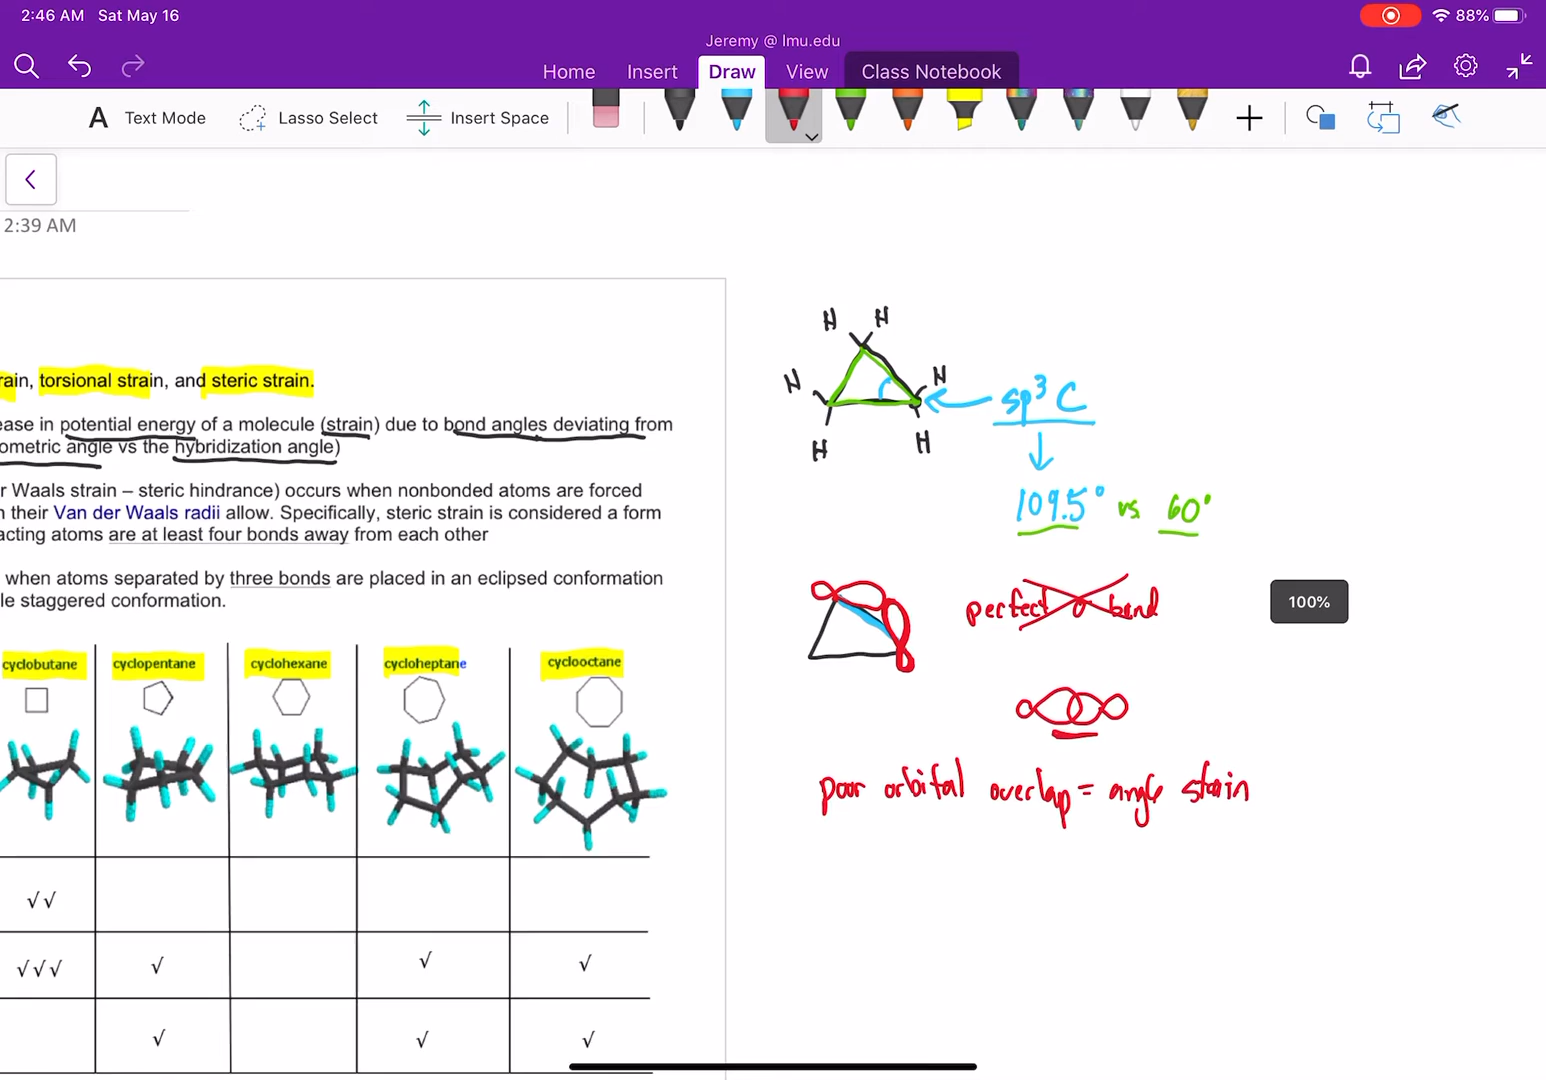 2:46 AM Sat May 16
88%
Jeremy @ lmu.edu
Home Insert Draw View Class Notebook
A Text Mode Lasso Select Insert Space
2:39 AM
ain, torsional strain, and steric strain.
ease in potential energy of a molecule (strain) due to bond angles deviating from
ometric angle vs the hybridization angle)
r Waals strain – steric hindrance) occurs when nonbonded atoms are forced
n their Van der Waals radii allow. Specifically, steric strain is considered a form
acting atoms are at least four bonds away from each other
when atoms separated by three bonds are placed in an eclipsed conformation
le staggered conformation.
cyclobutane cyclopentane cyclohexane cycloheptane cyclooctane
√√
√√√ √ √ √
√ √ √
H H
H H
H H
sp³ C
109.5° vs. 60°
perfect σ bond
100%
poor orbital overlap = angle stain